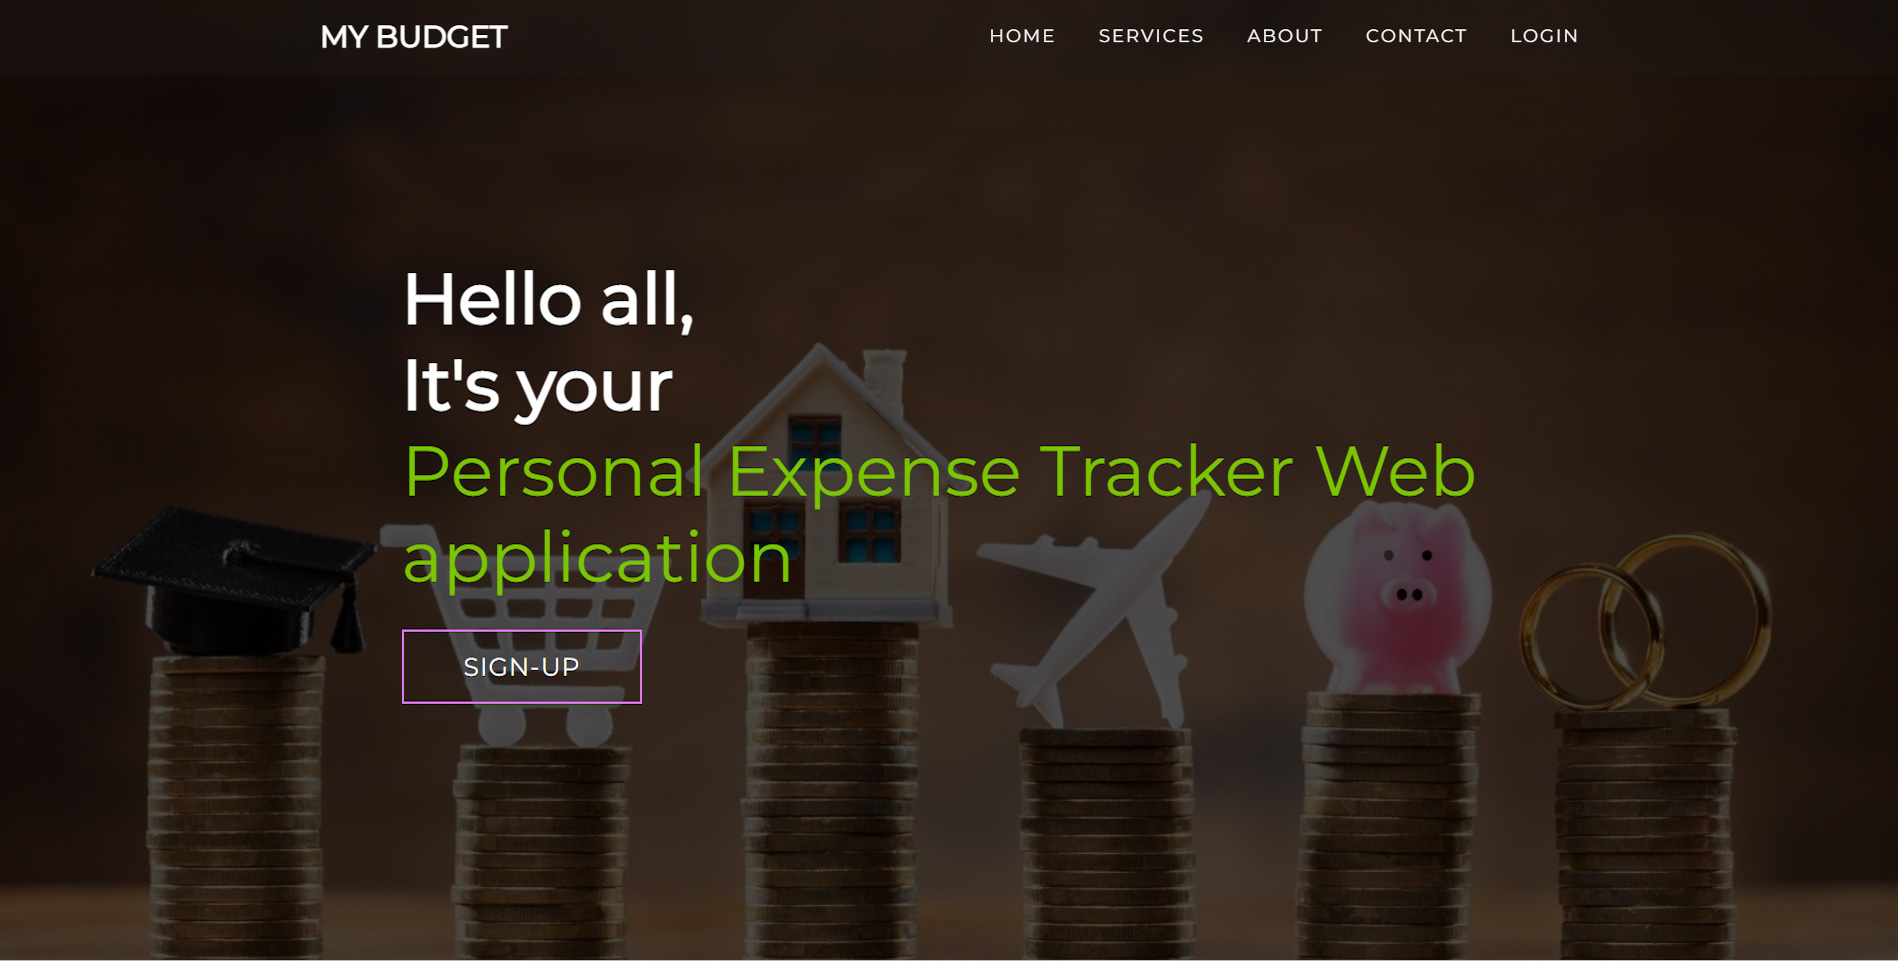 MY BUDGET
HOME SERVICES ABOUT CONTACT LOGIN
Hello all,
It's your
Personal Expense Tracker Web
application
SIGN-UP